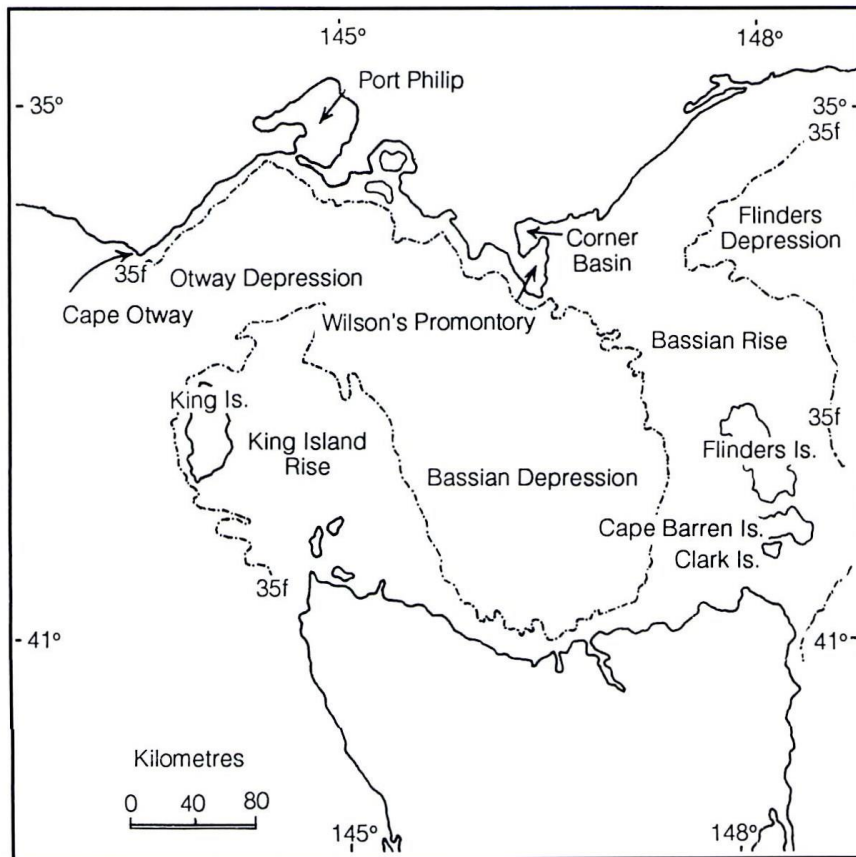 145°
148°
Port Philip
35°
35°
35f
Flinders
Depression
Corner
Basin
35f
Otway Depression
Cape Otway
Wilson's Promontory
Bassian Rise
King Is.
35f
King Island
Rise
Flinders Is.
Bassian Depression
Cape Barren Is.
Clark Is.
35f
41°
41°
Kilometres
0 40 80
145°
148°